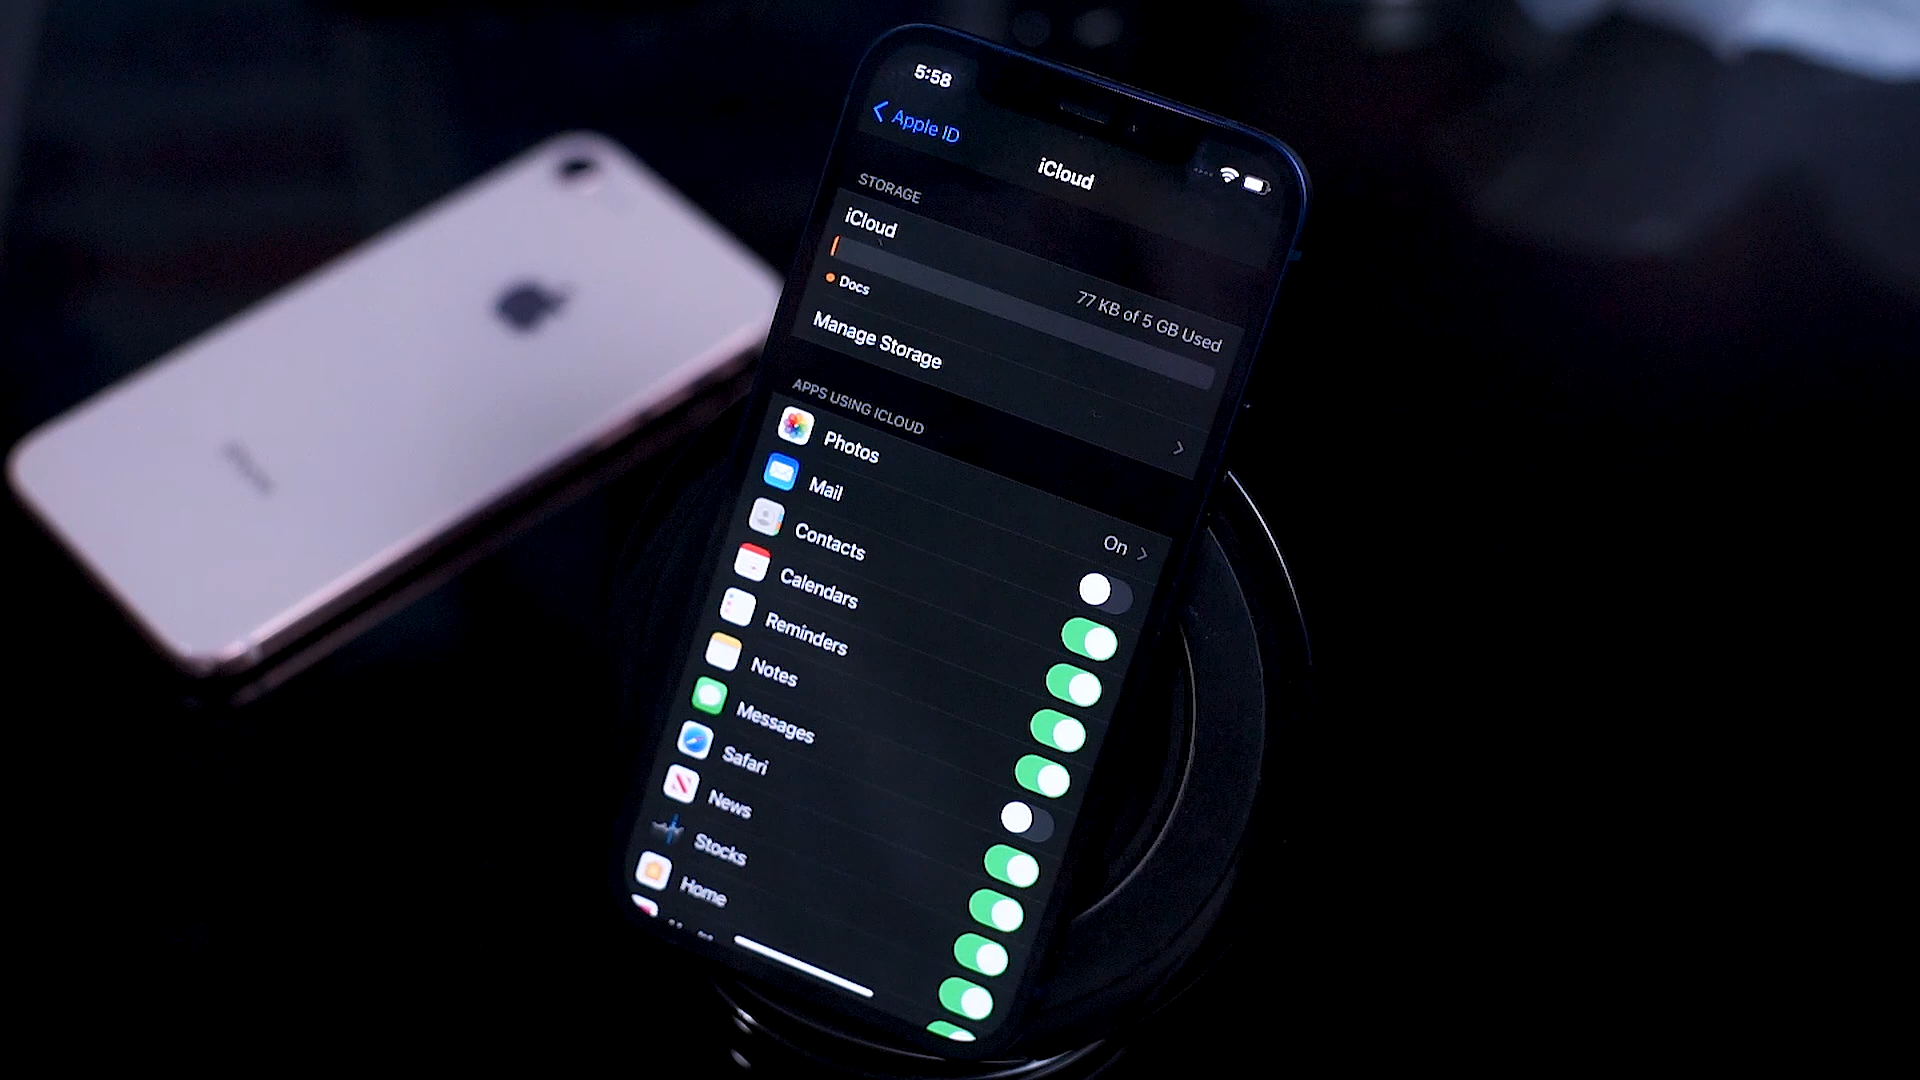 5:58
Apple ID
iCloud
STORAGE
iCloud
77 KB of 5 GB Used
Docs
Manage Storage
APPS USING ICLOUD
Photos
On
Mail
Contacts
Calendars
Reminders
Notes
Messages
Safari
News
Stocks
Home
iPhone